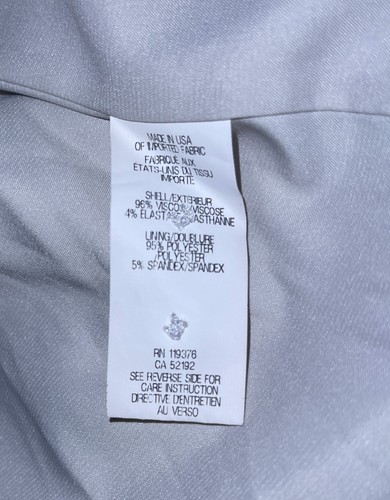 MADE IN USA
OF IMPORTED FABRIC
FABRIQUE AUX
ETATS-UNIS DU TISSU
IMPORTE
SHELL/EXTERIEUR
96% VISCOSE/VISCOSE
4%
LINING/DOUBLURE
95% POLYESTER
/POLYESTER
5% SPANDEX/SPANDEX
RN 119376
CA 52192
SEE REVERSE SIDE FOR
CARE INSTRUCTION
DIRECTIVE D'ENTRETIEN
AU VERSO